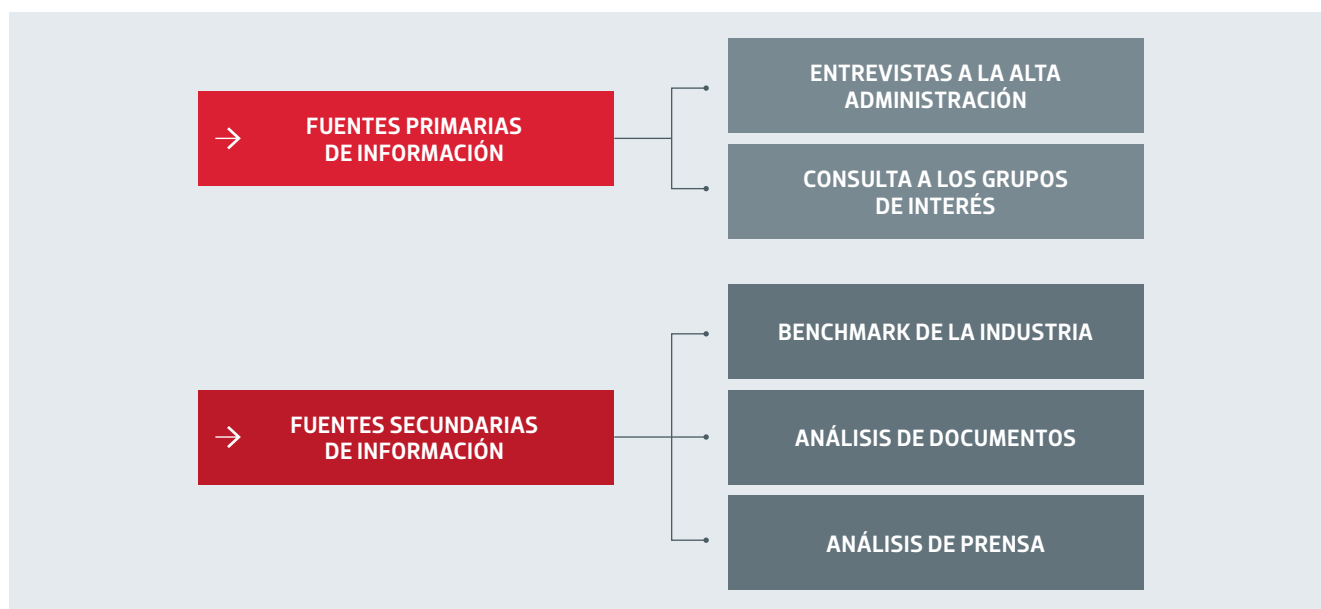 FUENTES PRIMARIAS
DE INFORMACIÓN
ENTREVISTAS A LA ALTA
ADMINISTRACIÓN
CONSULTA A LOS GRUPOS
DE INTERÉS
FUENTES SECUNDARIAS
DE INFORMACIÓN
BENCHMARK DE LA INDUSTRIA
ANÁLISIS DE DOCUMENTOS
ANÁLISIS DE PRENSA